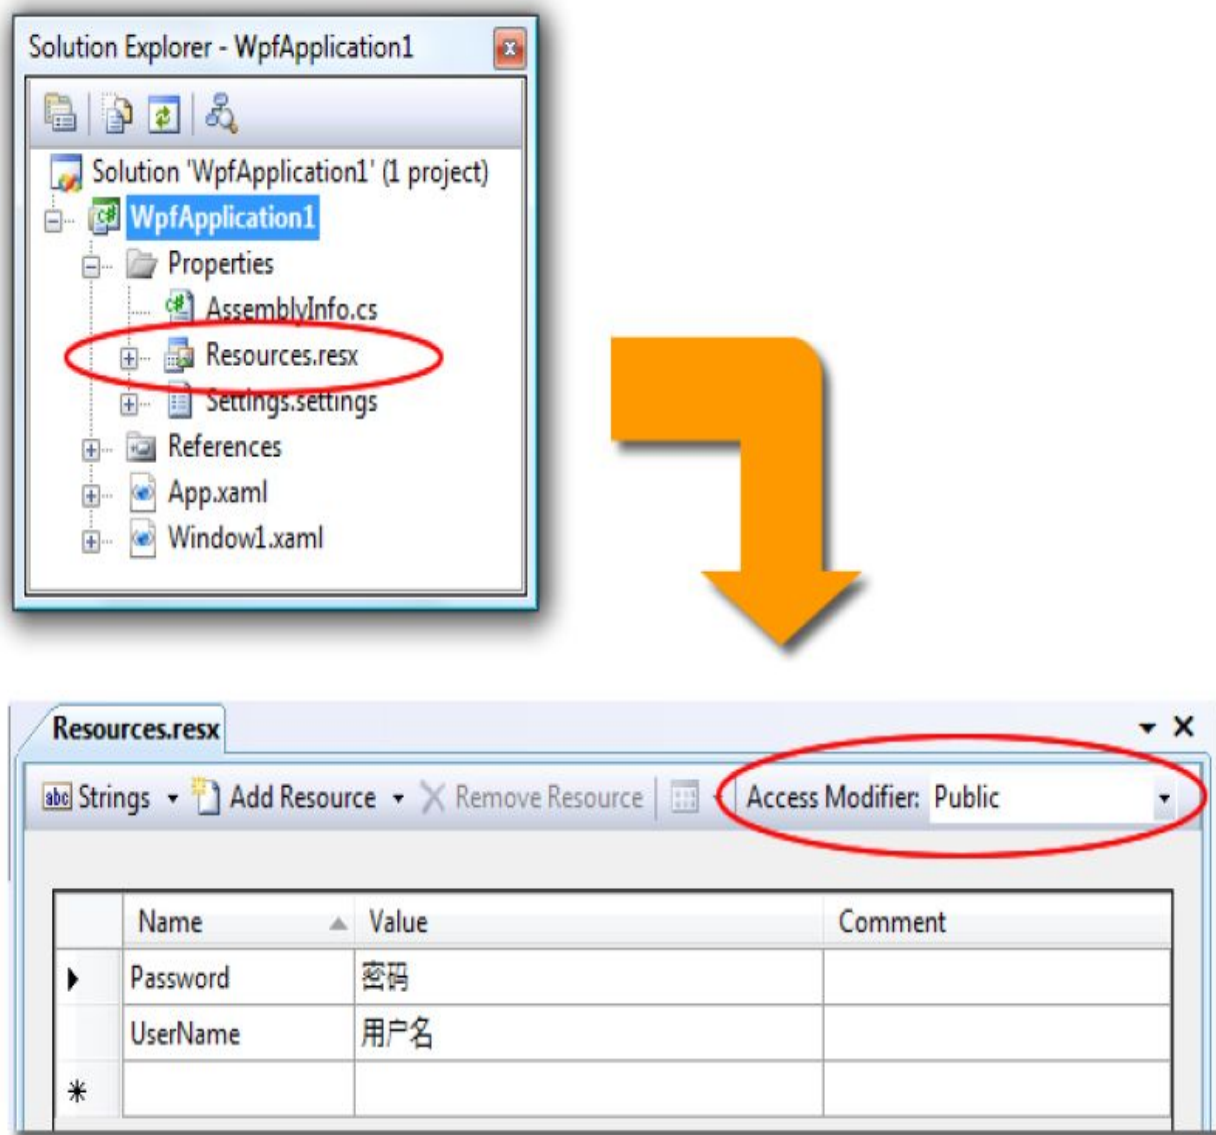 Solution Explorer - WpfApplication1
Solution 'WpfApplication1' (1 project)
WpfApplication1
Properties
AssemblyInfo.cs
Resources.resx
Settings.settings
References
App.xaml
Window1.xaml
Resources.resx
abc Strings Add Resource Remove Resource Access Modifier: Public
Name Value Comment
Password 密码
UserName 用户名